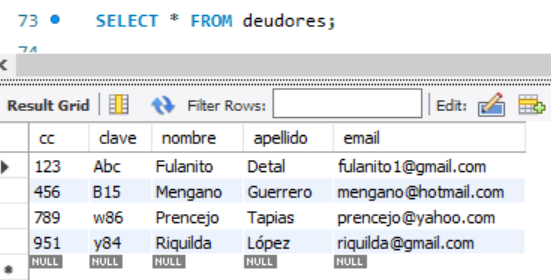 73 SELECT * FROM deudores;
74
Result Grid Filter Rows: Edit:
cc clave nombre apellido email
123 Abc Fulanito Detal fulanito1@gmail.com
456 B15 Mengano Guerrero mengano@hotmail.com
789 w86 Prencejo Tapias prencejo@yahoo.com
951 y84 Riquilda López riquilda@gmail.com
NULL NULL NULL NULL NULL